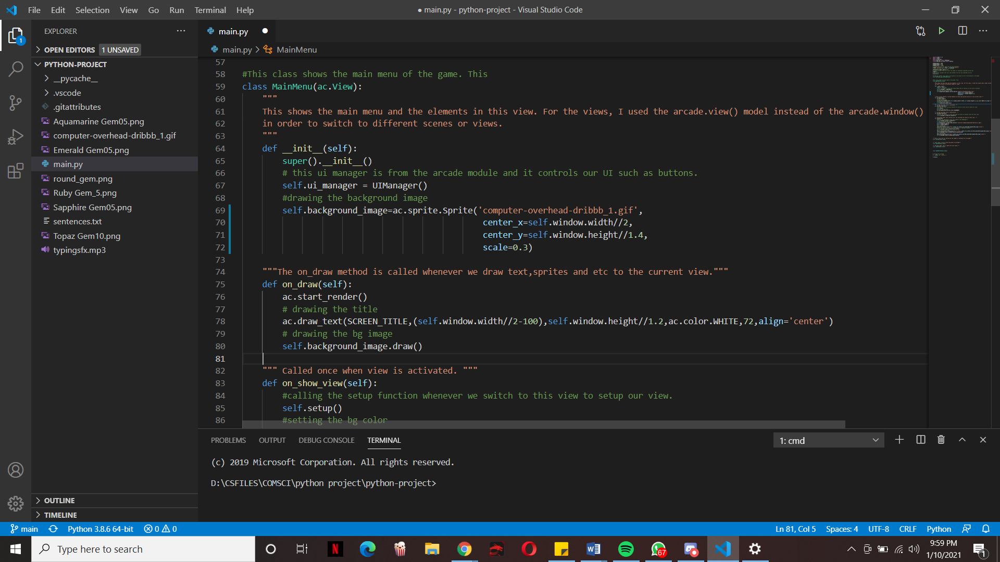 File Edit Selection View Go Run Terminal Help
● main.py - python-project - Visual Studio Code
EXPLORER
OPEN EDITORS 1 UNSAVED
PYTHON-PROJECT
__pycache__
.vscode
.gitattributes
Aquamarine Gem05.png
computer-overhead-dribbb_1.gif
Emerald Gem05.png
main.py
round_gem.png
Ruby Gem_5.png
Sapphire Gem05.png
sentences.txt
Topaz Gem10.png
typingsfx.mp3
OUTLINE
TIMELINE
1
main.py
main.py > MainMenu
57
58 #This class shows the main menu of the game. This
59 class MainMenu(ac.View):
60 """
61 This shows the main menu and the elements in this view. For the views, I used the arcade.view() model instead of the arcade.window()
62 in order to switch to different scenes or views.
63 """
64 def __init__(self):
65 super().__init__()
66 # this ui manager is from the arcade module and it controls our UI such as buttons.
67 self.ui_manager = UIManager()
68 #drawing the background image
69 self.background_image=ac.sprite.Sprite('computer-overhead-dribbb_1.gif',
70 center_x=self.window.width//2,
71 center_y=self.window.height//1.4,
72 scale=0.3)
73
74 """The on_draw method is called whenever we draw text,sprites and etc to the current view."""
75 def on_draw(self):
76 ac.start_render()
77 # drawing the title
78 ac.draw_text(SCREEN_TITLE,(self.window.width//2-100),self.window.height//1.2,ac.color.WHITE,72,align='center')
79 # drawing the bg image
80 self.background_image.draw()
81
82 """ Called once when view is activated. """
83 def on_show_view(self):
84 #calling the setup function whenever we switch to this view to setup our view.
85 self.setup()
86 #setting the bg color
PROBLEMS OUTPUT DEBUG CONSOLE TERMINAL
1: cmd
(c) 2019 Microsoft Corporation. All rights reserved.
D:\CSFILES\COMSCI\python project\python-project>
main Python 3.8.6 64-bit 0 0
Ln 81, Col 5 Spaces: 4 UTF-8 CRLF Python
Type here to search
67
9:59 PM
1/10/2021
1